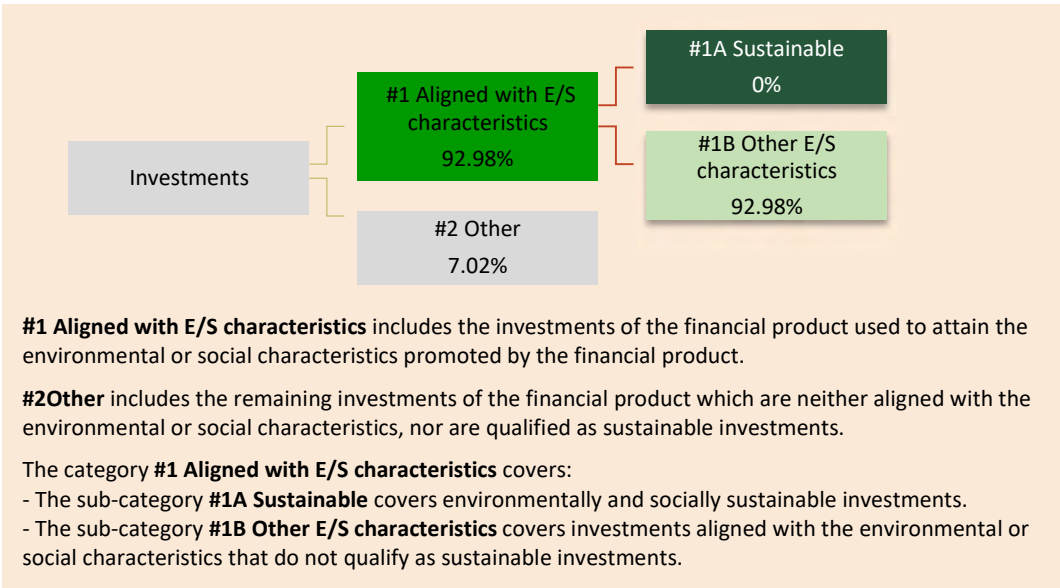 #1A Sustainable
0%
#1 Aligned with E/S
characteristics
92.98%
#1B Other E/S
characteristics
92.98%
Investments
#2 Other
7.02%
#1 Aligned with E/S characteristics includes the investments of the financial product used to attain the
environmental or social characteristics promoted by the financial product.
#2Other includes the remaining investments of the financial product which are neither aligned with the
environmental or social characteristics, nor are qualified as sustainable investments.
The category #1 Aligned with E/S characteristics covers:
- The sub-category #1A Sustainable covers environmentally and socially sustainable investments.
- The sub-category #1B Other E/S characteristics covers investments aligned with the environmental or
social characteristics that do not qualify as sustainable investments.